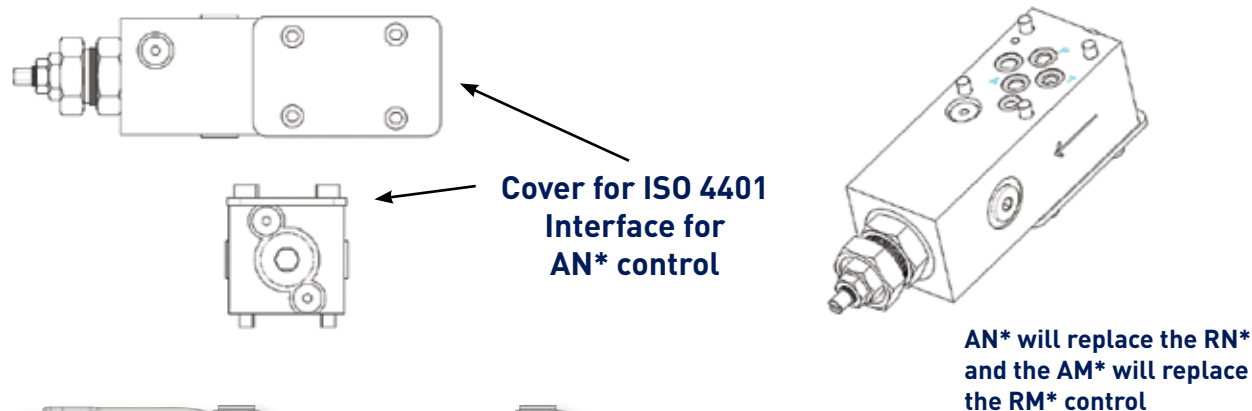 P
A
T
Cover for ISO 4401
Interface for
AN* control
AN* will replace the RN*
and the AM* will replace
the RM* control